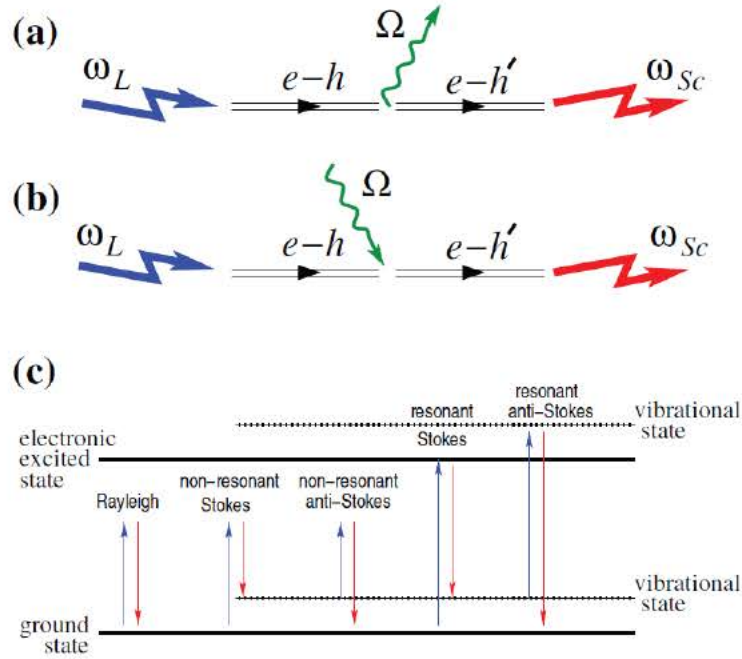 (a)
Ω
ω_L
e−h
e−h′
ω_Sc
(b)
Ω
ω_L
e−h
e−h′
ω_Sc
(c)
electronic
excited
state
resonant
Stokes
resonant
anti−Stokes
vibrational
state
Rayleigh
non−resonant
Stokes
non−resonant
anti−Stokes
vibrational
state
ground
state